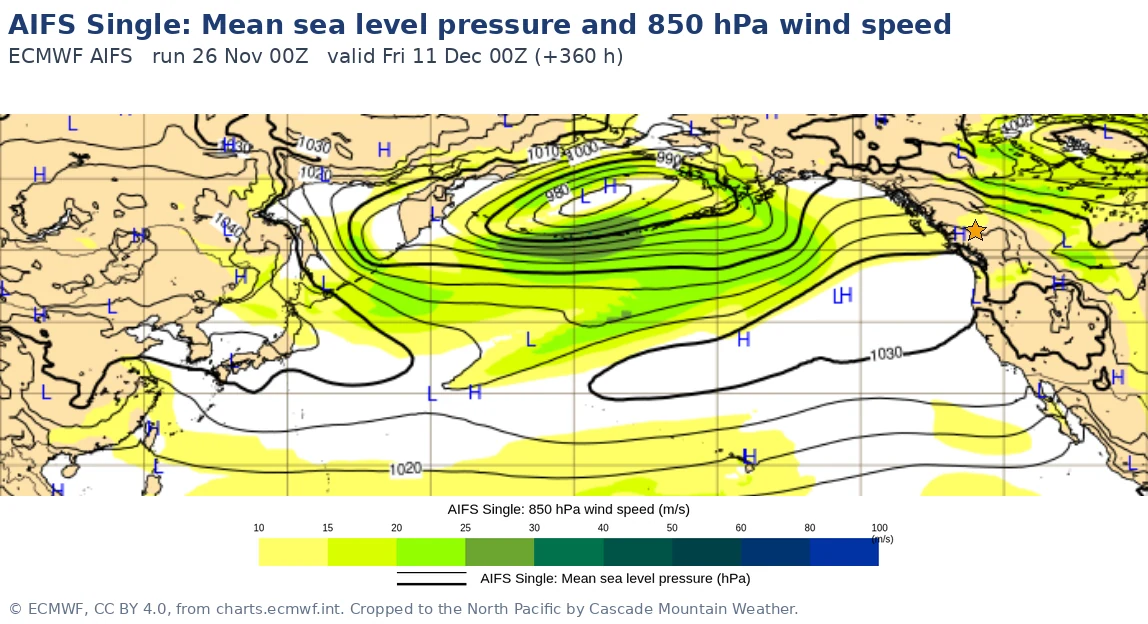 AIFS Single: Mean sea level pressure and 850 hPa wind speed
ECMWF AIFS run 26 Nov 00Z valid Fri 11 Dec 00Z (+360 h)
L H L L H
1030 1030 H 1010 1000 990 1000 L
H 1020 L 980 L H L
1040 L H L H L
L H L H
L H L LH L
L L H 1030
L L H L H
H H
L 1020 L
H
AIFS Single: 850 hPa wind speed (m/s)
10 15 20 25 30 40 50 60 80 100
(m/s)
AIFS Single: Mean sea level pressure (hPa)
© ECMWF, CC BY 4.0, from charts.ecmwf.int. Cropped to the North Pacific by Cascade Mountain Weather.